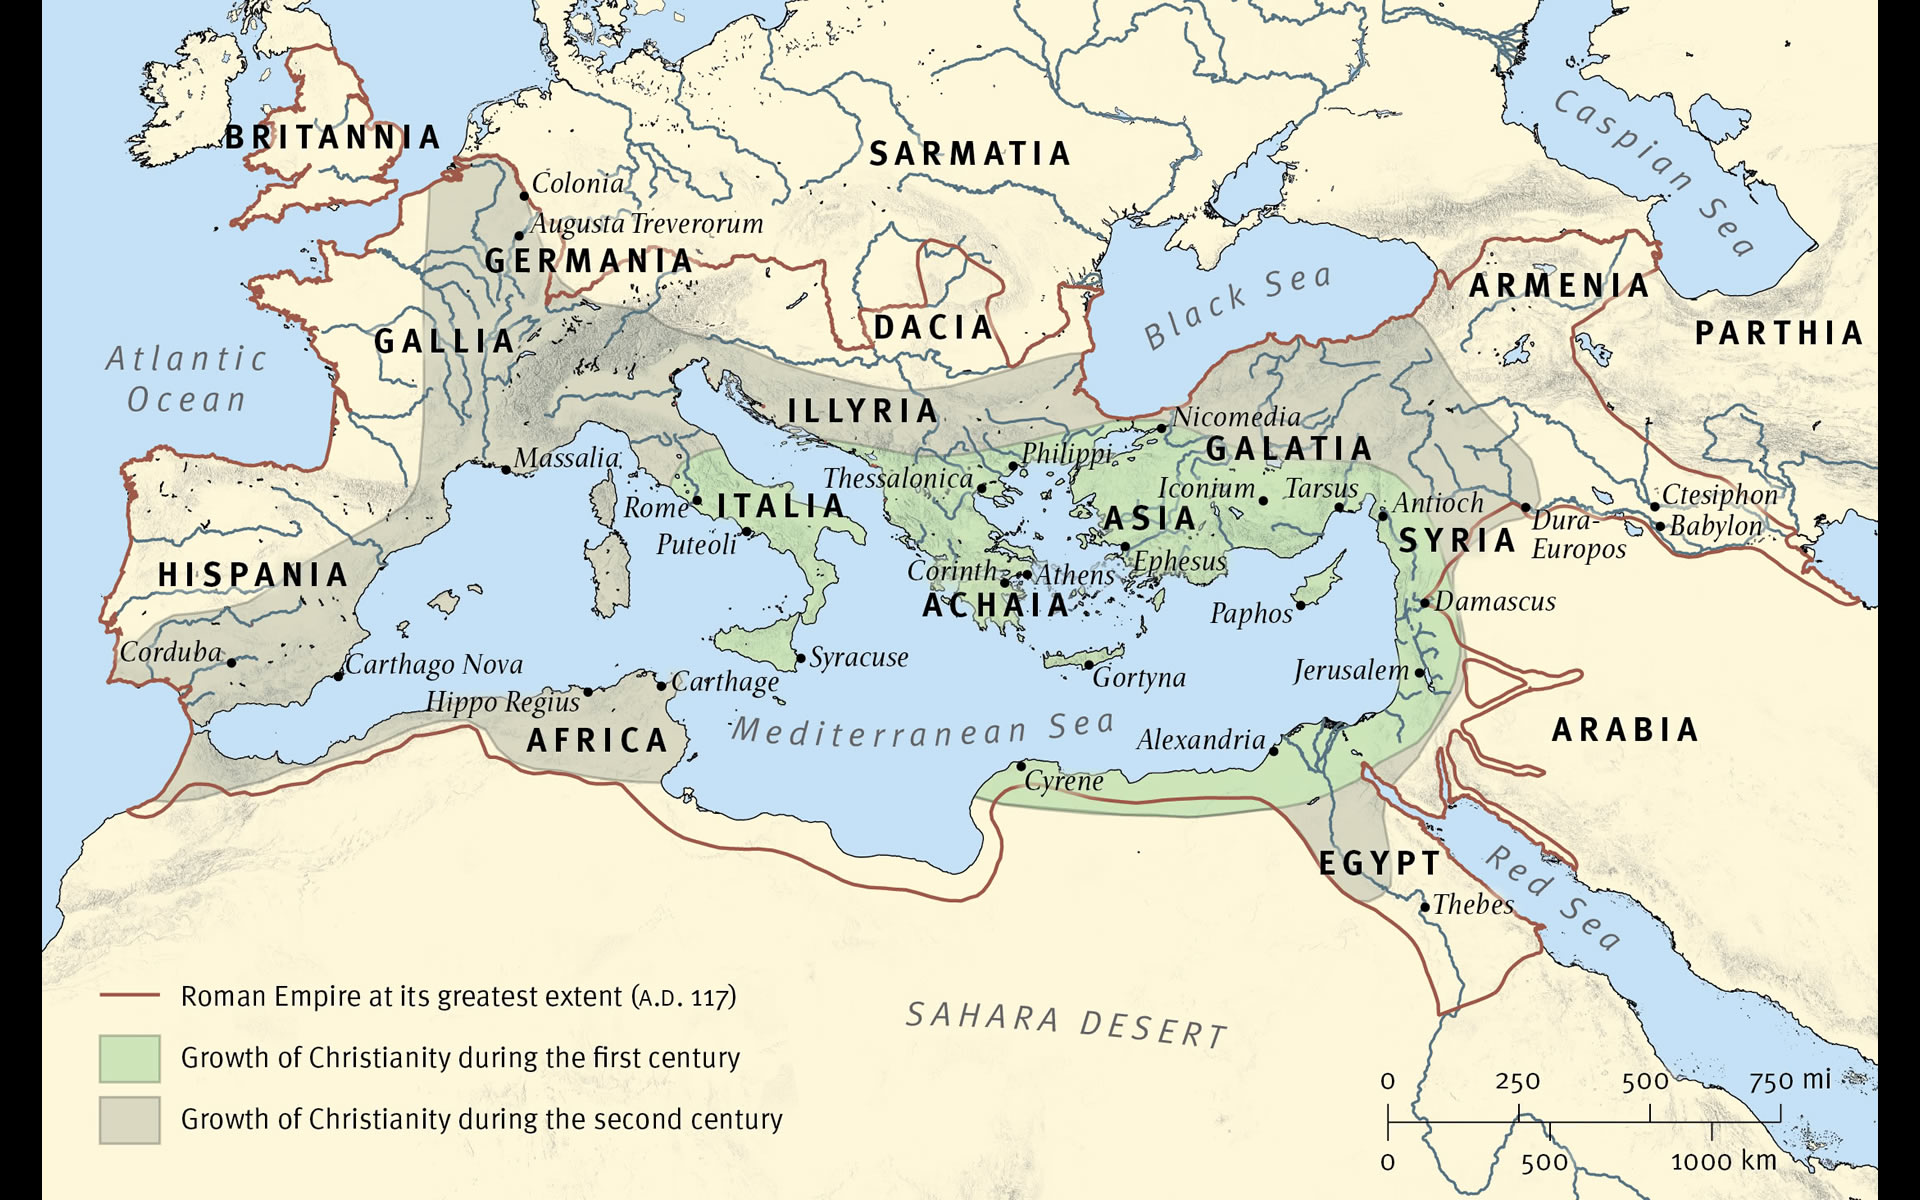 BRITANNIA
SARMATIA
Caspian Sea
Colonia
Augusta Treverorum
GERMANIA
Black Sea
ARMENIA
DACIA
PARTHIA
GALLIA
Atlantic
Ocean
ILLYRIA
Nicomedia
GALATIA
Massalia
Philippi
Thessalonica
Iconium
Tarsus
Antioch
Ctesiphon
Rome
ITALIA
ASIA
Babylon
Dura-
Europos
SYRIA
Puteoli
Ephesus
Corinth
Athens
HISPANIA
ACHAIA
Paphos
Damascus
Corduba
Carthago Nova
Syracuse
Jerusalem
Gortyna
Carthage
Hippo Regius
Mediterranean Sea
AFRICA
Alexandria
ARABIA
Cyrene
EGYPT
Red Sea
Thebes
SAHARA DESERT
Roman Empire at its greatest extent (A.D. 117)
Growth of Christianity during the first century
Growth of Christianity during the second century
0 250 500 750 mi
0 500 1000 km